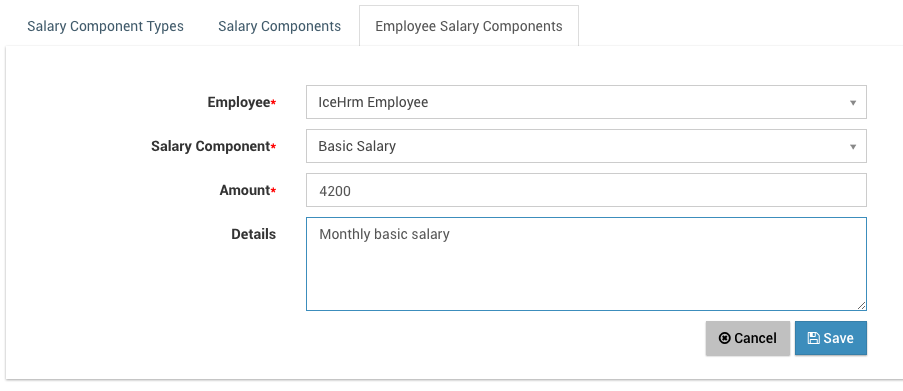 Salary Component Types Salary Components Employee Salary Components
Employee* IceHrm Employee
Salary Component* Basic Salary
Amount* 4200
Details Monthly basic salary
Cancel Save